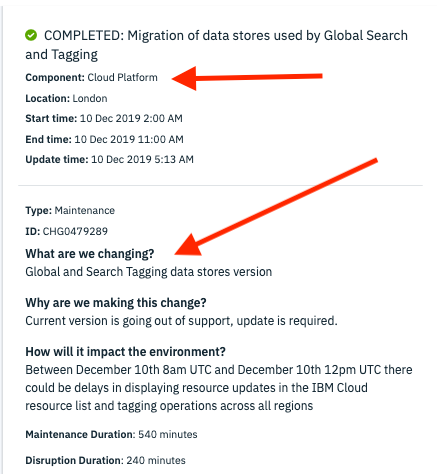 COMPLETED: Migration of data stores used by Global Search
and Tagging
Component: Cloud Platform
Location: London
Start time: 10 Dec 2019 2:00 AM
End time: 10 Dec 2019 11:00 AM
Update time: 10 Dec 2019 5:13 AM
Type: Maintenance
ID: CHG0479289
What are we changing?
Global and Search Tagging data stores version
Why are we making this change?
Current version is going out of support, update is required.
How will it impact the environment?
Between December 10th 8am UTC and December 10th 12pm UTC there
could be delays in displaying resource updates in the IBM Cloud
resource list and tagging operations across all regions
Maintenance Duration: 540 minutes
Disruption Duration: 240 minutes